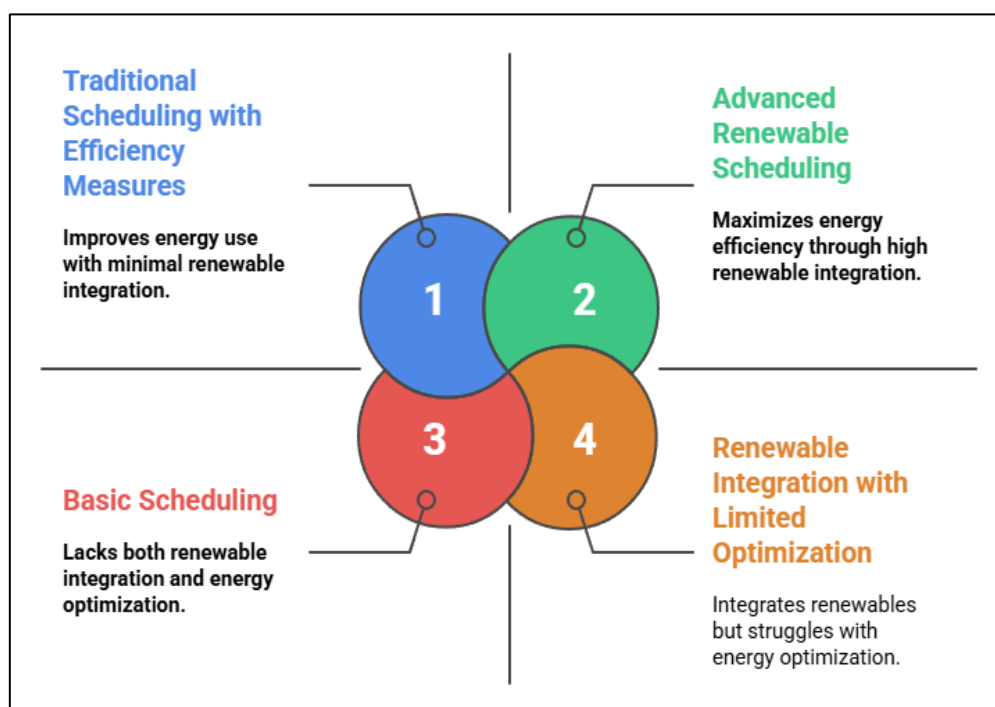 Traditional
Scheduling with
Efficiency
Measures
Improves energy use
with minimal renewable
integration.
Advanced
Renewable
Scheduling
Maximizes energy
efficiency through high
renewable integration.
1
2
3
4
Basic Scheduling
Lacks both renewable
integration and energy
optimization.
Renewable
Integration with
Limited
Optimization
Integrates renewables
but struggles with
energy optimization.